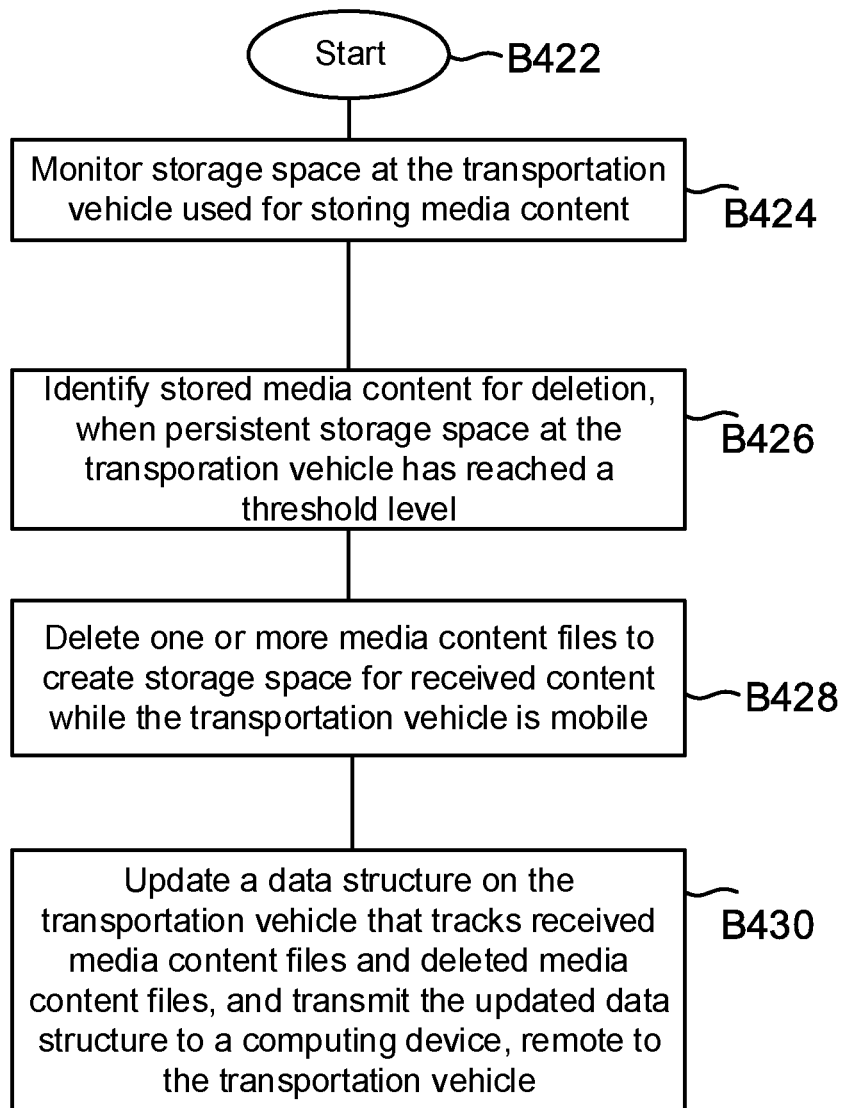 Start
B422
Monitor storage space at the transportation
vehicle used for storing media content
B424
Identify stored media content for deletion,
when persistent storage space at the
transporation vehicle has reached a
threshold level
B426
Delete one or more media content files to
create storage space for received content
while the transportation vehicle is mobile
B428
Update a data structure on the
transportation vehicle that tracks received
media content files and deleted media
content files, and transmit the updated data
structure to a computing device, remote to
the transportation vehicle
B430